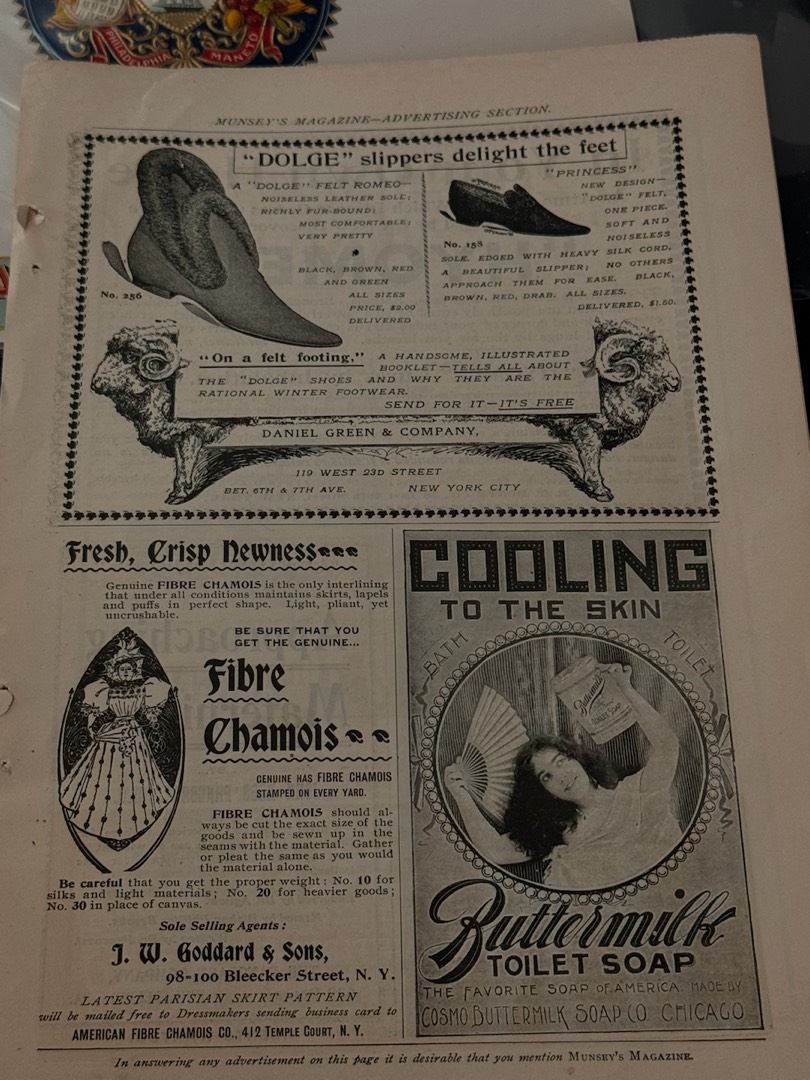 PHILADELPHIA MANETO
MUNSEY'S MAGAZINE—ADVERTISING SECTION.
"DOLGE" slippers delight the feet
A "DOLGE" FELT ROMEO—
NOISELESS LEATHER SOLE;
RICHLY FUR-BOUND;
MOST COMFORTABLE;
VERY PRETTY
BLACK, BROWN, RED
AND GREEN
ALL SIZES
PRICE, $2.00
DELIVERED
No. 256
"PRINCESS"
NEW DESIGN—
"DOLGE" FELT,
ONE PIECE.
SOFT AND
NOISELESS
No. 158
SOLE. EDGED WITH HEAVY SILK CORD.
A BEAUTIFUL SLIPPER; NO OTHERS
APPROACH THEM FOR EASE. BLACK,
BROWN, RED, DRAB. ALL SIZES.
DELIVERED, $1.50.
"On a felt footing," A HANDSOME, ILLUSTRATED
BOOKLET—TELLS ALL ABOUT
THE "DOLGE" SHOES AND WHY THEY ARE THE
RATIONAL WINTER FOOTWEAR.
SEND FOR IT—IT'S FREE
DANIEL GREEN & COMPANY,
119 WEST 23D STREET
BET. 6TH & 7TH AVE. NEW YORK CITY
Fresh, Crisp Newness
Genuine FIBRE CHAMOIS is the only interlining
that under all conditions maintains skirts, lapels
and puffs in perfect shape. Light, pliant, yet
uncrushable.
BE SURE THAT YOU
GET THE GENUINE...
Fibre
Chamois
GENUINE HAS FIBRE CHAMOIS
STAMPED ON EVERY YARD.
FIBRE CHAMOIS should al-
ways be cut the exact size of the
goods and be sewn up in the
seams with the material. Gather
or pleat the same as you would
the material alone.
Be careful that you get the proper weight: No. 10 for
silks and light materials; No. 20 for heavier goods;
No. 30 in place of canvas.
Sole Selling Agents:
J. W. Goddard & Sons,
98-100 Bleecker Street, N. Y.
LATEST PARISIAN SKIRT PATTERN
will be mailed free to Dressmakers sending business card to
AMERICAN FIBRE CHAMOIS CO., 412 TEMPLE COURT, N. Y.
COOLING
TO THE SKIN
BATH TOILET
Buttermilk
TOILET SOAP
Buttermilk
TOILET SOAP
THE FAVORITE SOAP OF AMERICA. MADE BY
COSMO BUTTERMILK SOAP CO. CHICAGO
In answering any advertisement on this page it is desirable that you mention MUNSEY'S MAGAZINE.